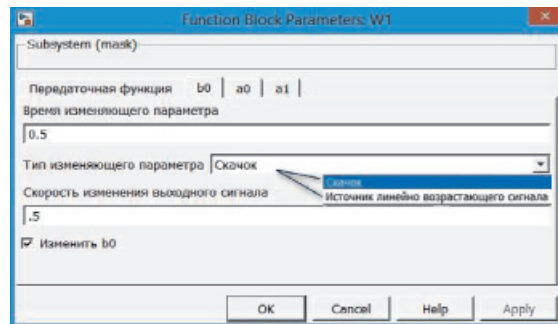 Function Block Parameters: W1
Subsystem (mask)
Передаточная функция b0 a0 a1
Время изменяющего параметра
0.5
Тип изменяющего параметра Скачок
Скачок
Скорость изменения выходного сигнала
Источник линейно возрастающего сигнала
.5
Изменить b0
OK Cancel Help Apply